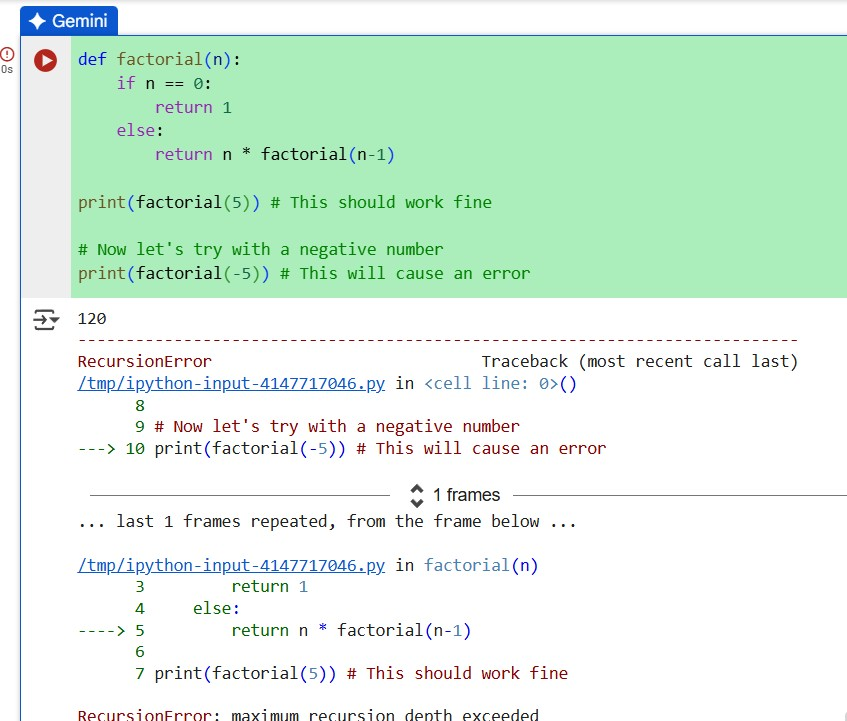 Gemini
0s
def factorial(n):
    if n == 0:
        return 1
    else:
        return n * factorial(n-1)
print(factorial(5)) # This should work fine
# Now let's try with a negative number
print(factorial(-5)) # This will cause an error
120
---------------------------------------------------------------------------
RecursionError                            Traceback (most recent call last)
/tmp/ipython-input-4147717046.py in <cell line: 0>()
      8
      9 # Now let's try with a negative number
---> 10 print(factorial(-5)) # This will cause an error
1 frames
... last 1 frames repeated, from the frame below ...
/tmp/ipython-input-4147717046.py in factorial(n)
      3         return 1
      4     else:
----> 5         return n * factorial(n-1)
      6
      7 print(factorial(5)) # This should work fine
RecursionError: maximum recursion depth exceeded